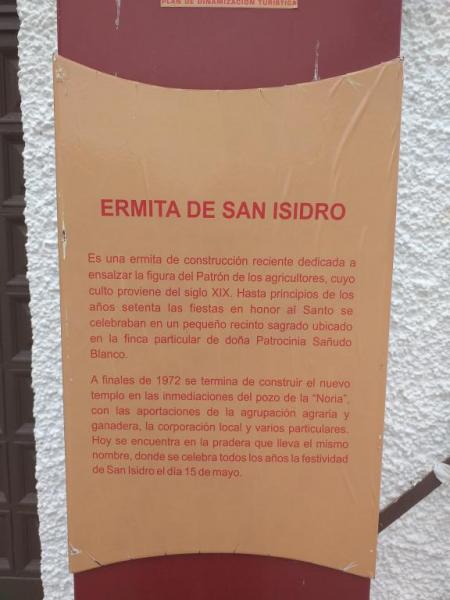 PLAN DE DINAMIZACIÓN TURÍSTICA
ERMITA DE SAN ISIDRO
Es una ermita de construcción reciente dedicada a
ensalzar la figura del Patrón de los agricultores, cuyo
culto proviene del siglo XIX. Hasta principios de los
años setenta las fiestas en honor al Santo se
celebraban en un pequeño recinto sagrado ubicado
en la finca particular de doña Patrocinia Sañudo
Blanco.
A finales de 1972 se termina de construir el nuevo
templo en las inmediaciones del pozo de la “Noria”,
con las aportaciones de la agrupación agraria y
ganadera, la corporación local y varios particulares.
Hoy se encuentra en la pradera que lleva el mismo
nombre, donde se celebra todos los años la festividad
de San Isidro el día 15 de mayo.